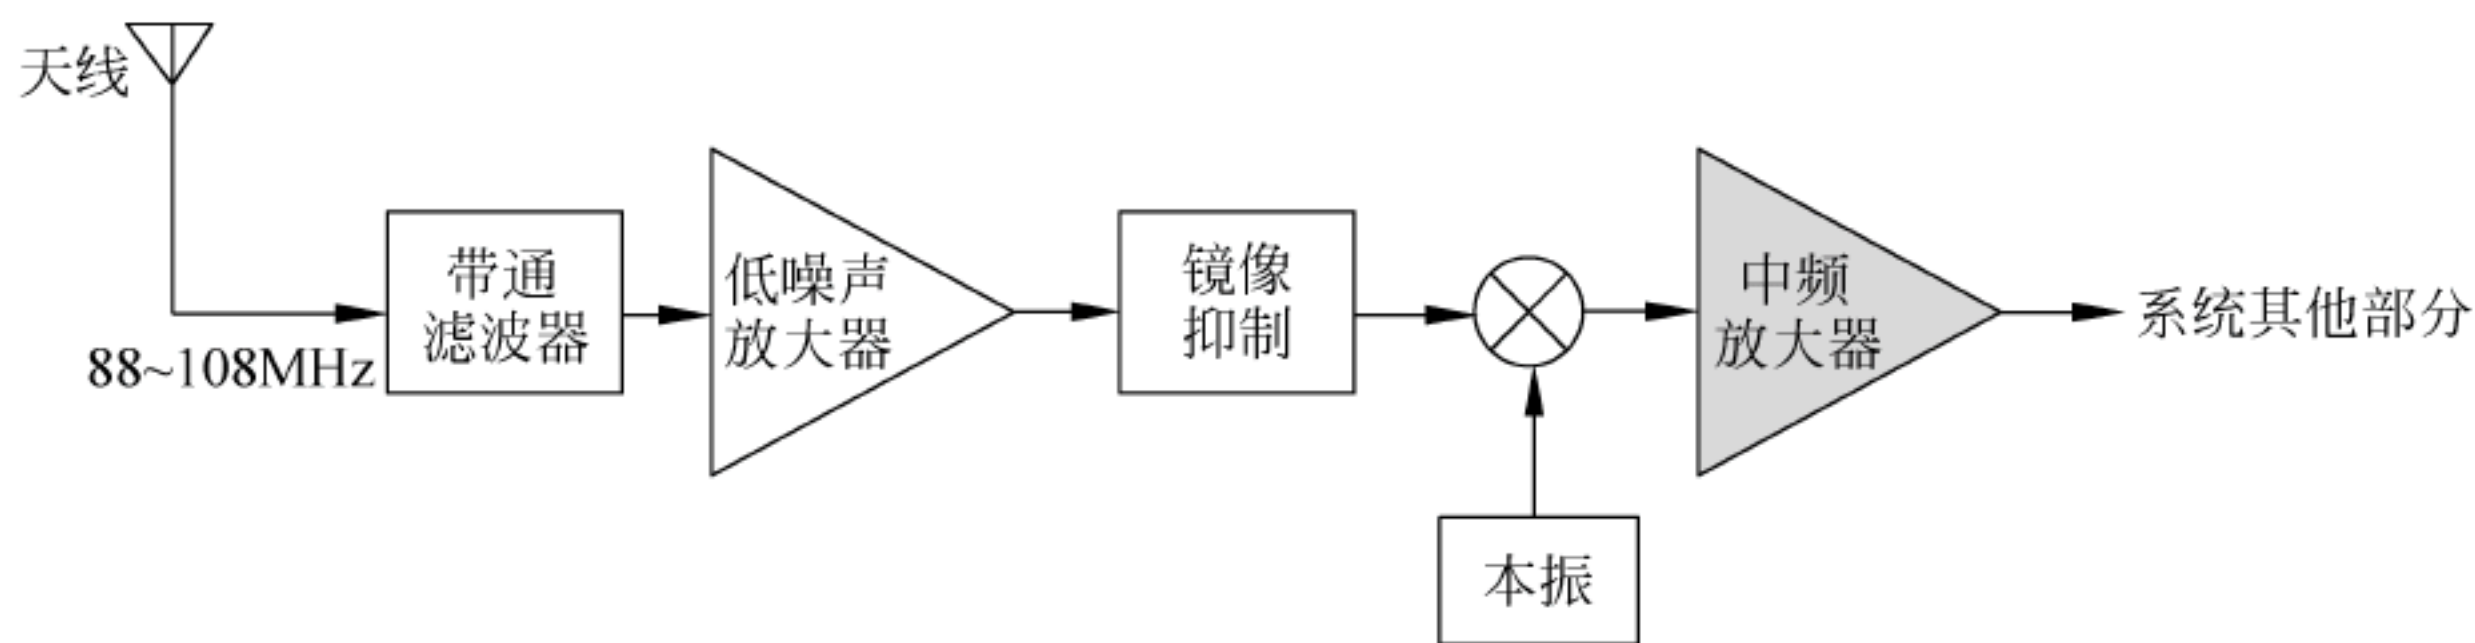 天线
88~108MHz
带通
滤波器
低噪声
放大器
镜像
抑制
本振
中频
放大器
系统其他部分